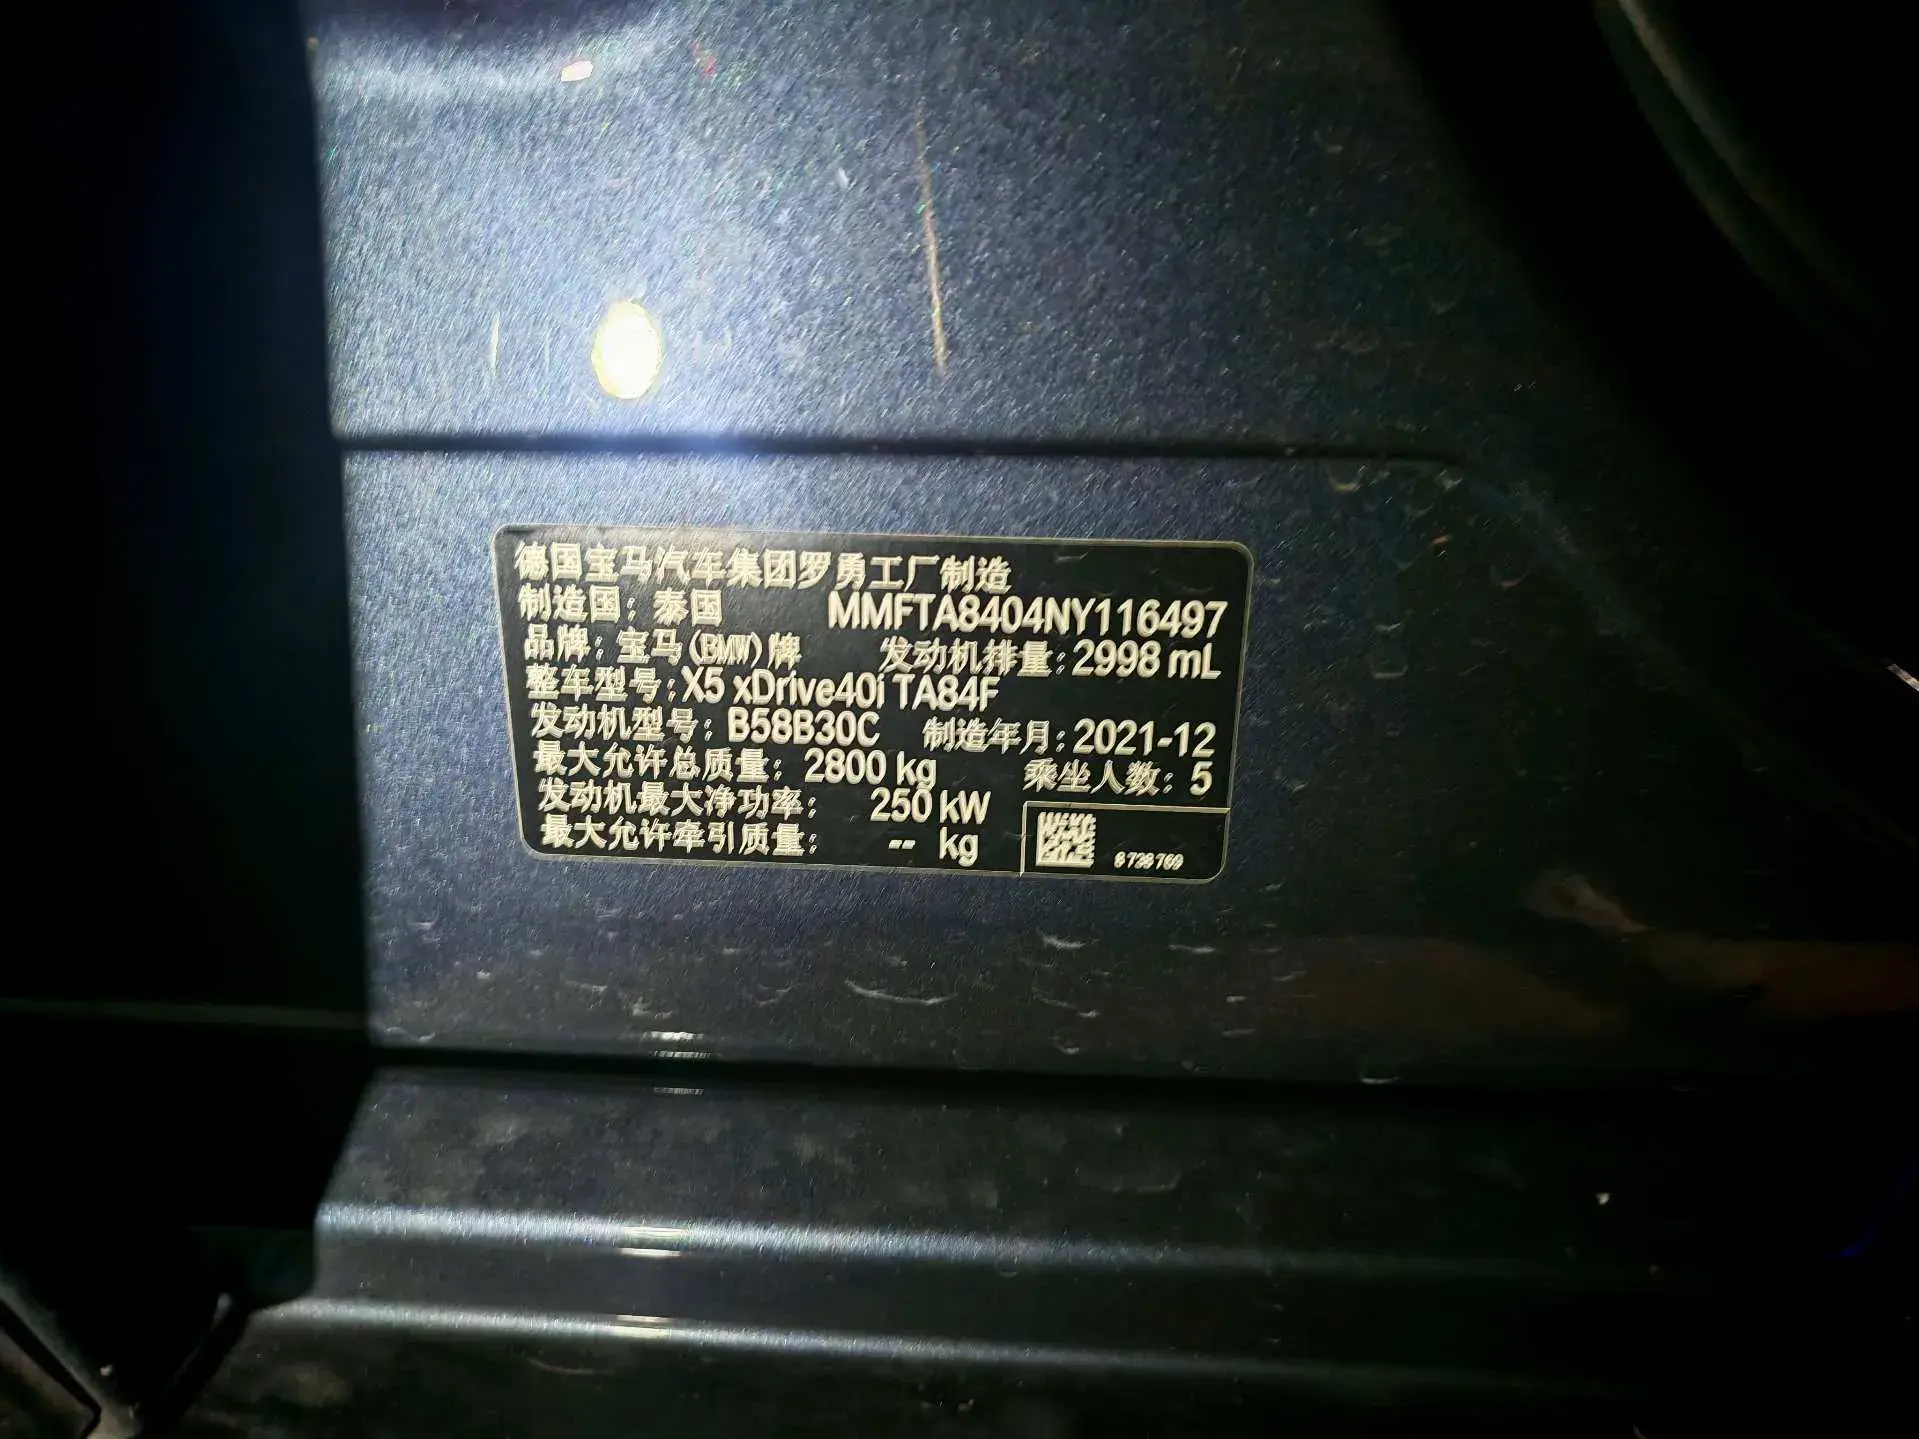 德国宝马汽车集团罗勇工厂制造
制造国：泰国 MMFTA8404NY116497
品牌：宝马(BMW)牌 发动机排量：2998 mL
整车型号：X5 xDrive40i TA84F
发动机型号：B58B30C 制造年月：2021-12
最大允许总质量：2800 kg 乘坐人数：5
发动机最大净功率： 250 kW
最大允许牵引质量： -- kg
8738769